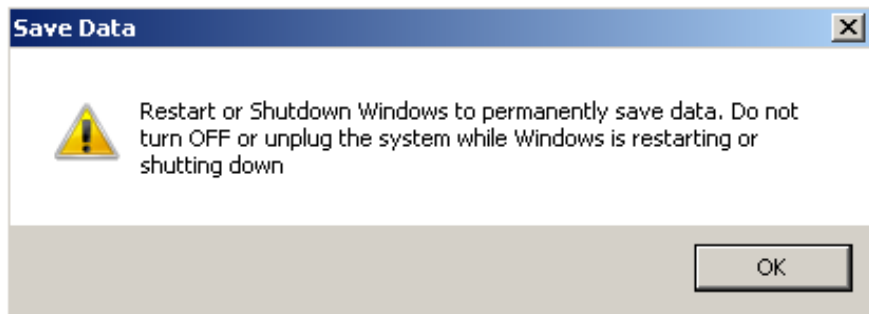 Save Data
Restart or Shutdown Windows to permanently save data. Do not
turn OFF or unplug the system while Windows is restarting or
shutting down
OK